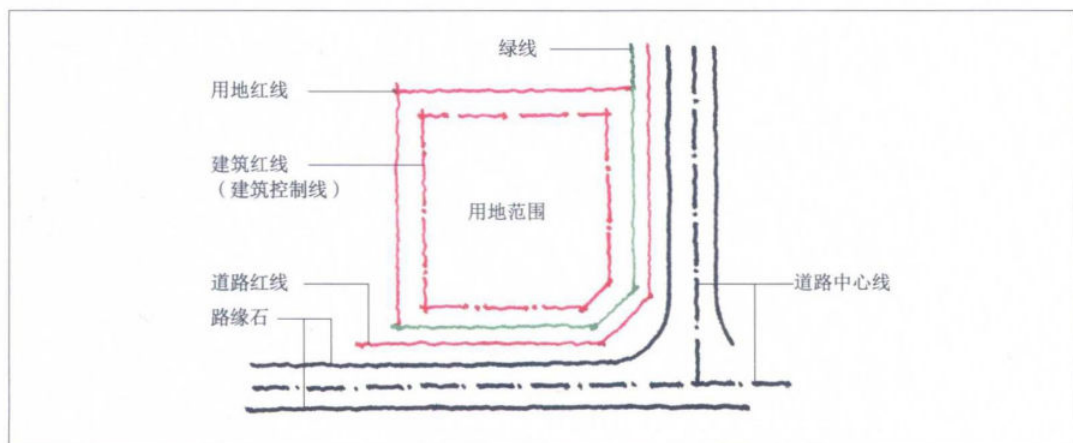 绿线
用地红线
建筑红线
（建筑控制线）
用地范围
道路红线
道路中心线
路缘石